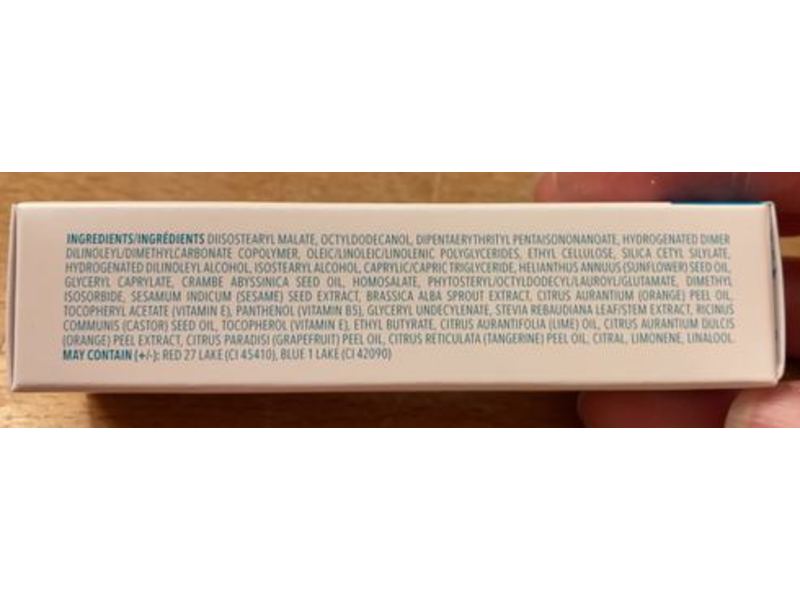 INGREDIENTS/INGRÉDIENTS DIISOSTEARYL MALATE, OCTYLDODECANOL, DIPENTAERYTHRITYL PENTAISONONANOATE, HYDROGENATED DIMER
DILINOLEYL/DIMETHYLCARBONATE COPOLYMER, OLEIC/LINOLEIC/LINOLENIC POLYGLYCERIDES, ETHYL CELLULOSE, SILICA CETYL SILYLATE,
HYDROGENATED DILINOLEYL ALCOHOL, ISOSTEARYL ALCOHOL, CAPRYLIC/CAPRIC TRIGLYCERIDE, HELIANTHUS ANNUUS (SUNFLOWER) SEED OIL,
GLYCERYL CAPRYLATE, CRAMBE ABYSSINICA SEED OIL, HOMOSALATE, PHYTOSTERYL/OCTYLDODECYL/LAUROYL/GLUTAMATE, DIMETHYL
ISOSORBIDE, SESAMUM INDICUM (SESAME) SEED EXTRACT, BRASSICA ALBA SPROUT EXTRACT, CITRUS AURANTIUM (ORANGE) PEEL OIL,
TOCOPHERYL ACETATE (VITAMIN E), PANTHENOL (VITAMIN B5), GLYCERYL UNDECYLENATE, STEVIA REBAUDIANA LEAF/STEM EXTRACT, RICINUS
COMMUNIS (CASTOR) SEED OIL, TOCOPHEROL (VITAMIN E), ETHYL BUTYRATE, CITRUS AURANTIFOLIA (LIME) OIL, CITRUS AURANTIUM DULCIS
(ORANGE) PEEL EXTRACT, CITRUS PARADISI (GRAPEFRUIT) PEEL OIL, CITRUS RETICULATA (TANGERINE) PEEL OIL, CITRAL, LIMONENE, LINALOOL.
MAY CONTAIN (+/-): RED 27 LAKE (CI 45410), BLUE 1 LAKE (CI 42090)